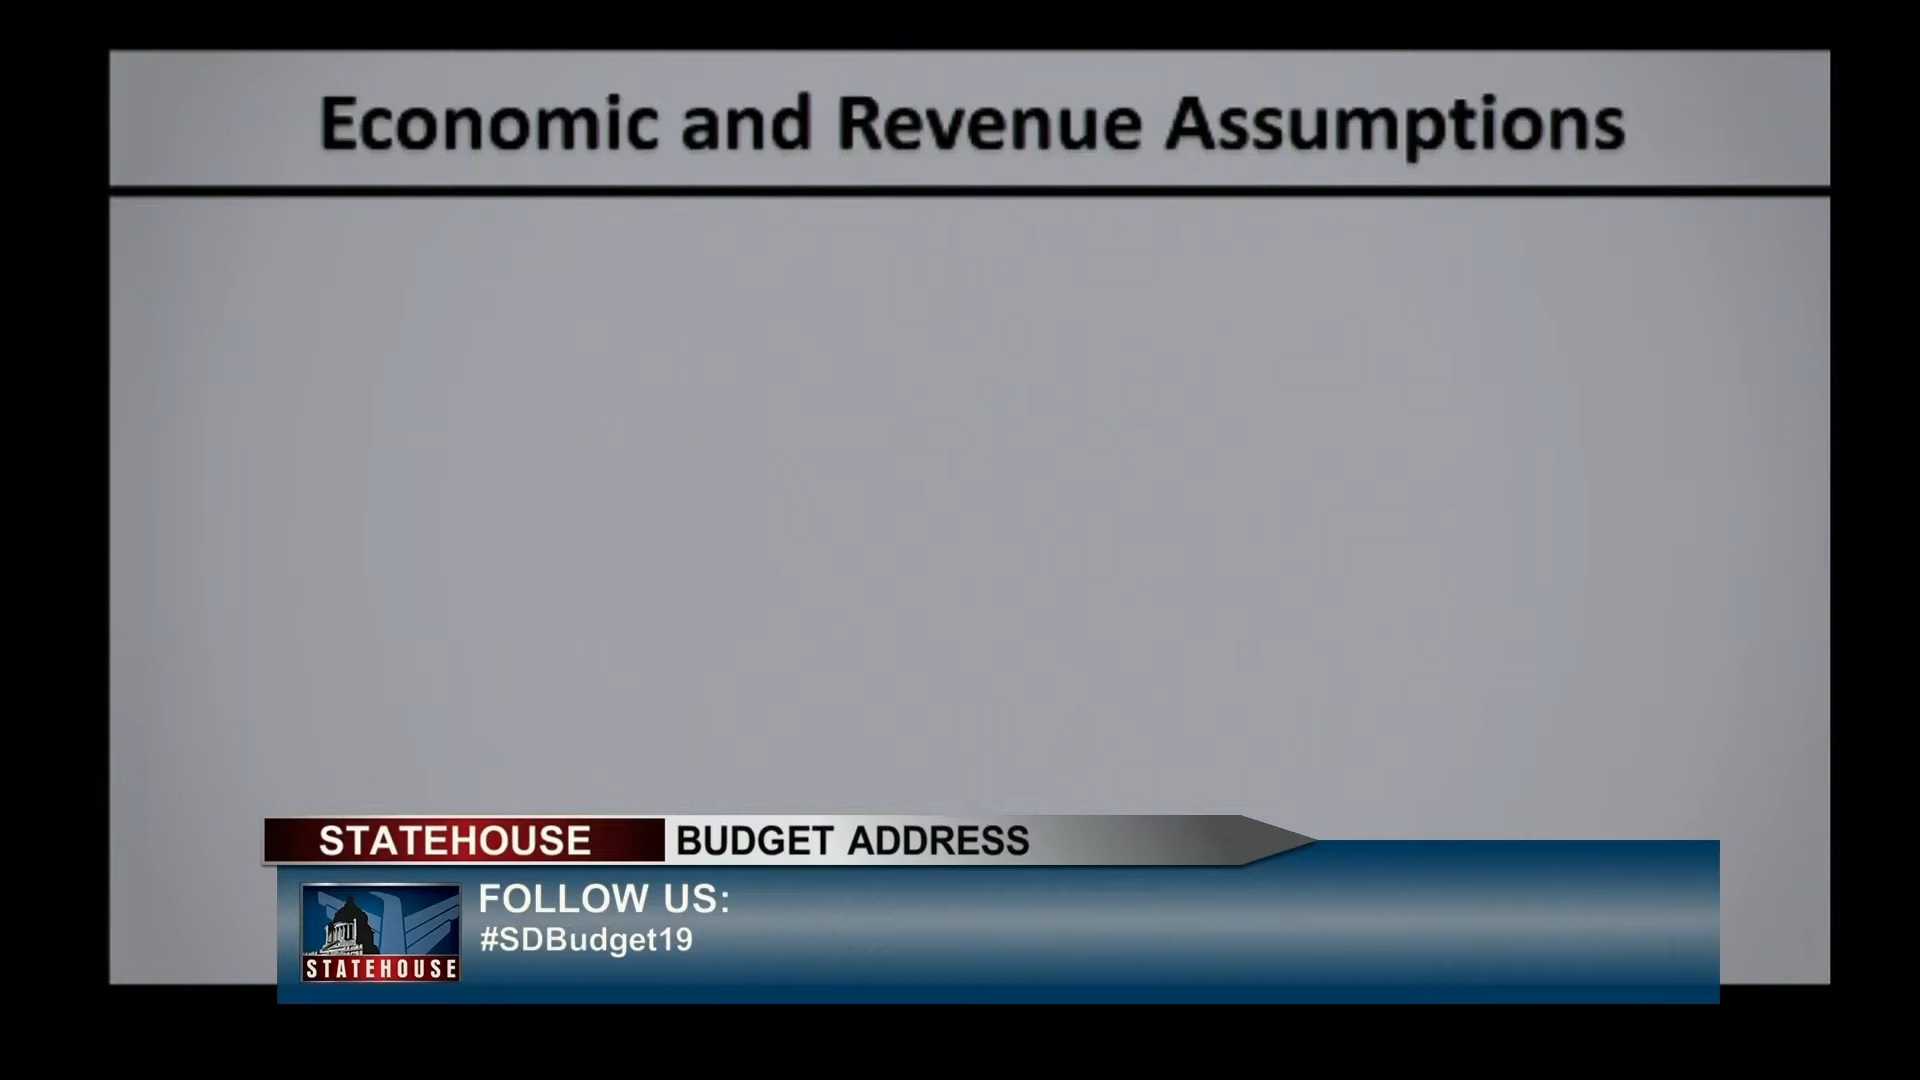 Economic and Revenue Assumptions
STATEHOUSE BUDGET ADDRESS
FOLLOW US:
#SDBudget19
STATEHOUSE